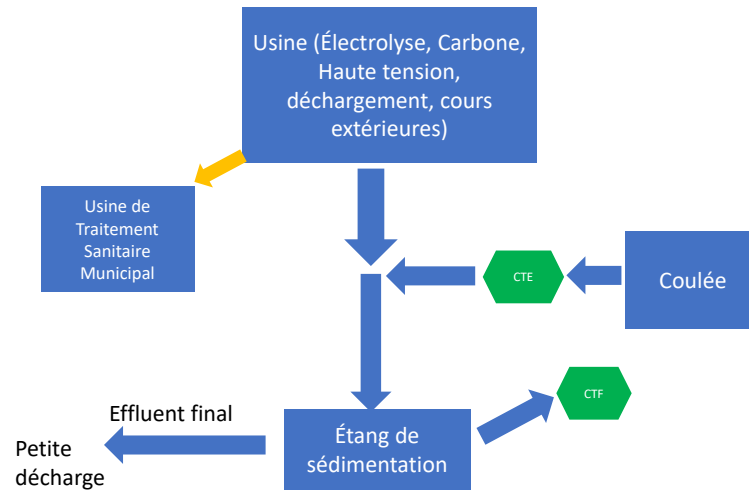 Usine (Électrolyse, Carbone,
Haute tension,
déchargement, cours
extérieures)
Usine de
Traitement
Sanitaire
Municipal
CTE
Coulée
CTF
Effluent final
Petite
décharge
Étang de
sédimentation